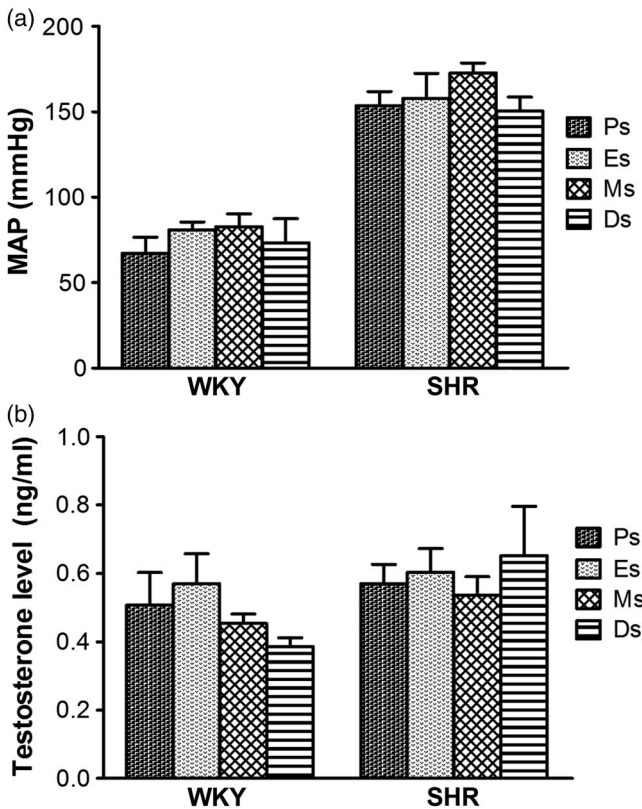 (a)
200
150
100
50
0
MAP (mmHg)
WKY SHR
Ps
Es
Ms
Ds
(b)
1.0
0.8
0.6
0.4
0.2
0.0
Testosterone level (ng/ml)
WKY SHR
Ps
Es
Ms
Ds